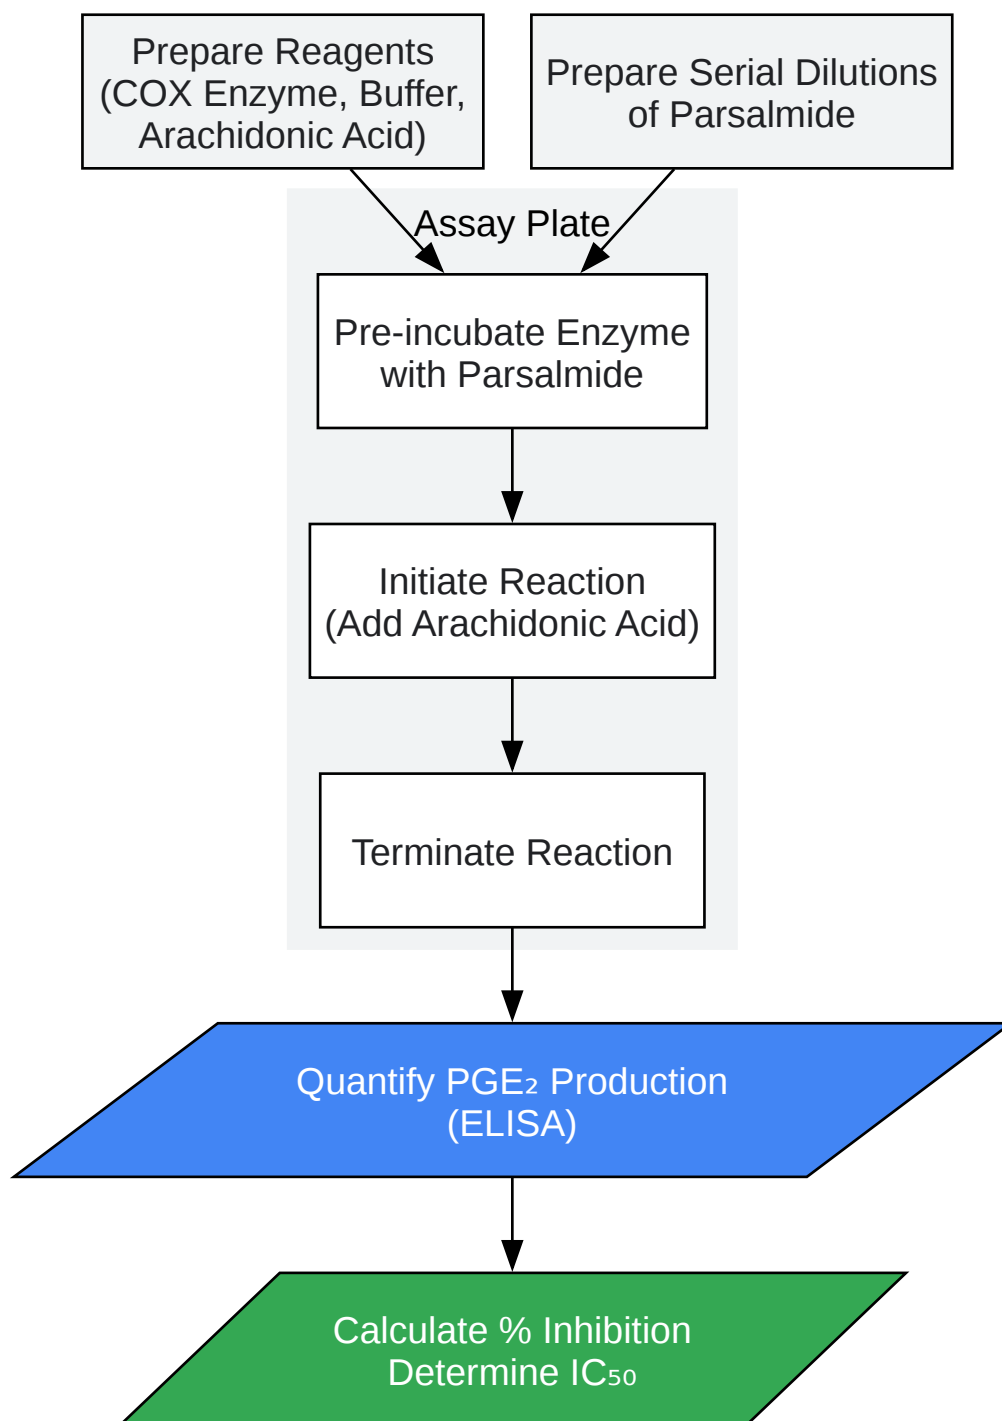 Prepare Reagents
(COX Enzyme, Buffer,
Arachidonic Acid)
Prepare Serial Dilutions
of Parsalmide
Assay Plate
Pre-incubate Enzyme
with Parsalmide
Initiate Reaction
(Add Arachidonic Acid)
Terminate Reaction
Quantify PGE₂ Production
(ELISA)
Calculate % Inhibition
Determine IC₅₀